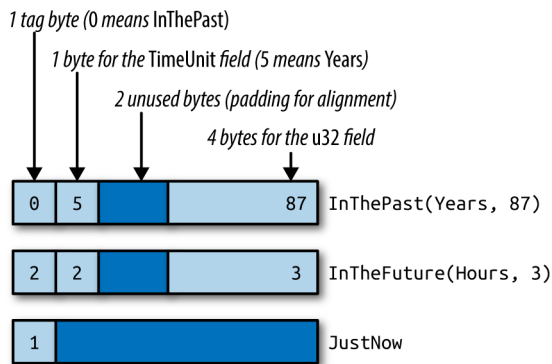 1 tag byte (0 means InThePast)
1 byte for the TimeUnit field (5 means Years)
2 unused bytes (padding for alignment)
4 bytes for the u32 field
0 5 87 InThePast(Years, 87)
2 2 3 InTheFuture(Hours, 3)
1 JustNow